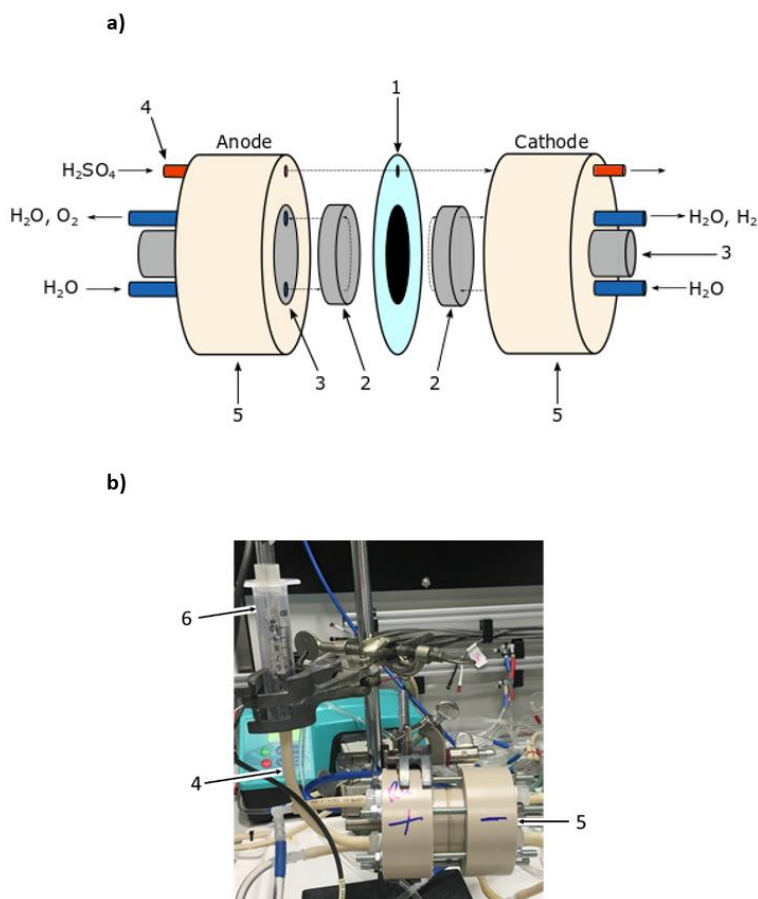 a)
1
4
Anode
Cathode
H₂SO₄
H₂O, O₂
H₂O, H₂
3
H₂O
H₂O
3
2
2
5
5
b)
6
4
+
−
5